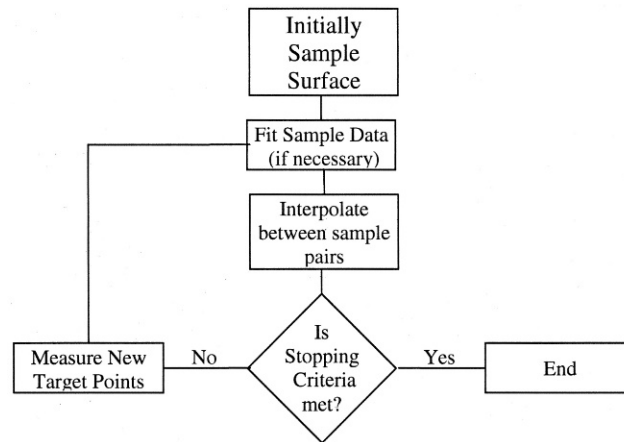 Initially
Sample
Surface
Fit Sample Data
(if necessary)
Interpolate
between sample
pairs
Is
Stopping
Criteria
met?
No
Yes
Measure New
Target Points
End